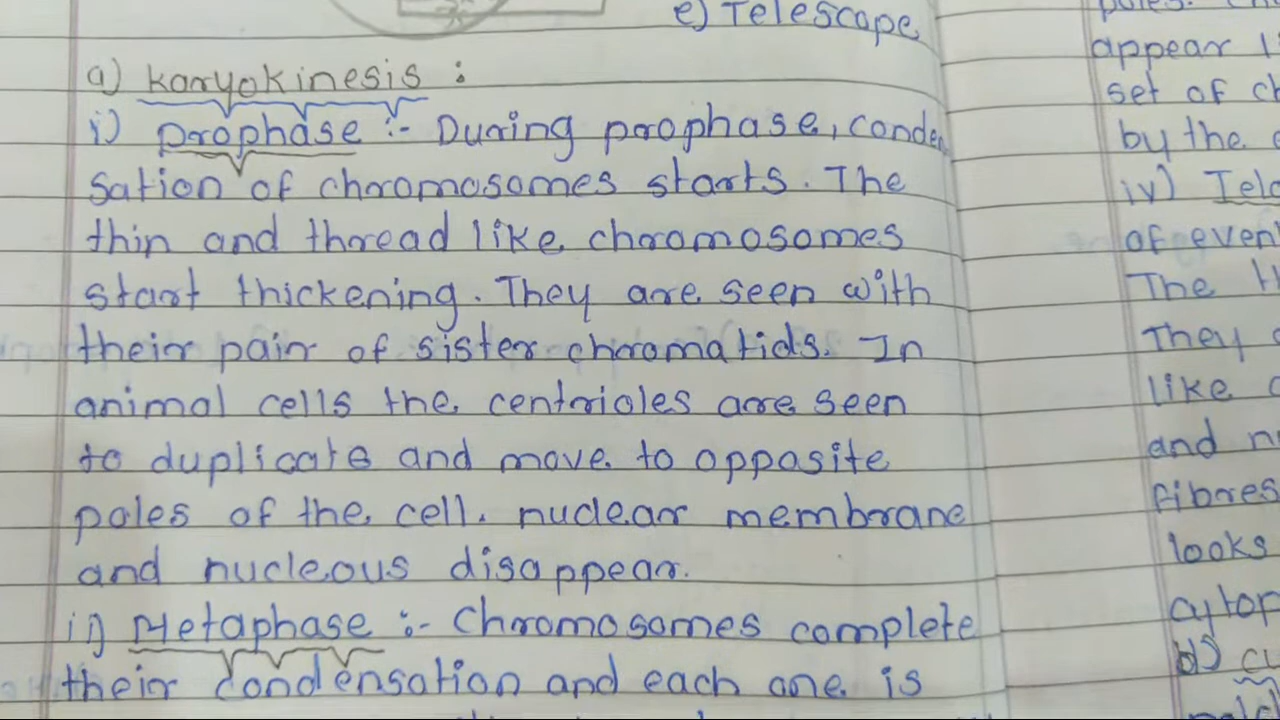 e) Telescope
a) karyokinesis :
i) prophase :- During prophase, conden
sation of chromosomes starts. The
thin and thread like chromosomes
start thickening. They are seen with
their pair of sister chromatids. In
animal cells the centrioles are seen
to duplicate and move to opposite
poles of the cell. nuclear membrane
and nucleous disappear.
ii) Metaphase :- Chromosomes complete
their condensation and each one is
appear li
set of ch
by the
iv) Telo
of even
The
They
like
and nu
fibres
looks
cytop
b) cy